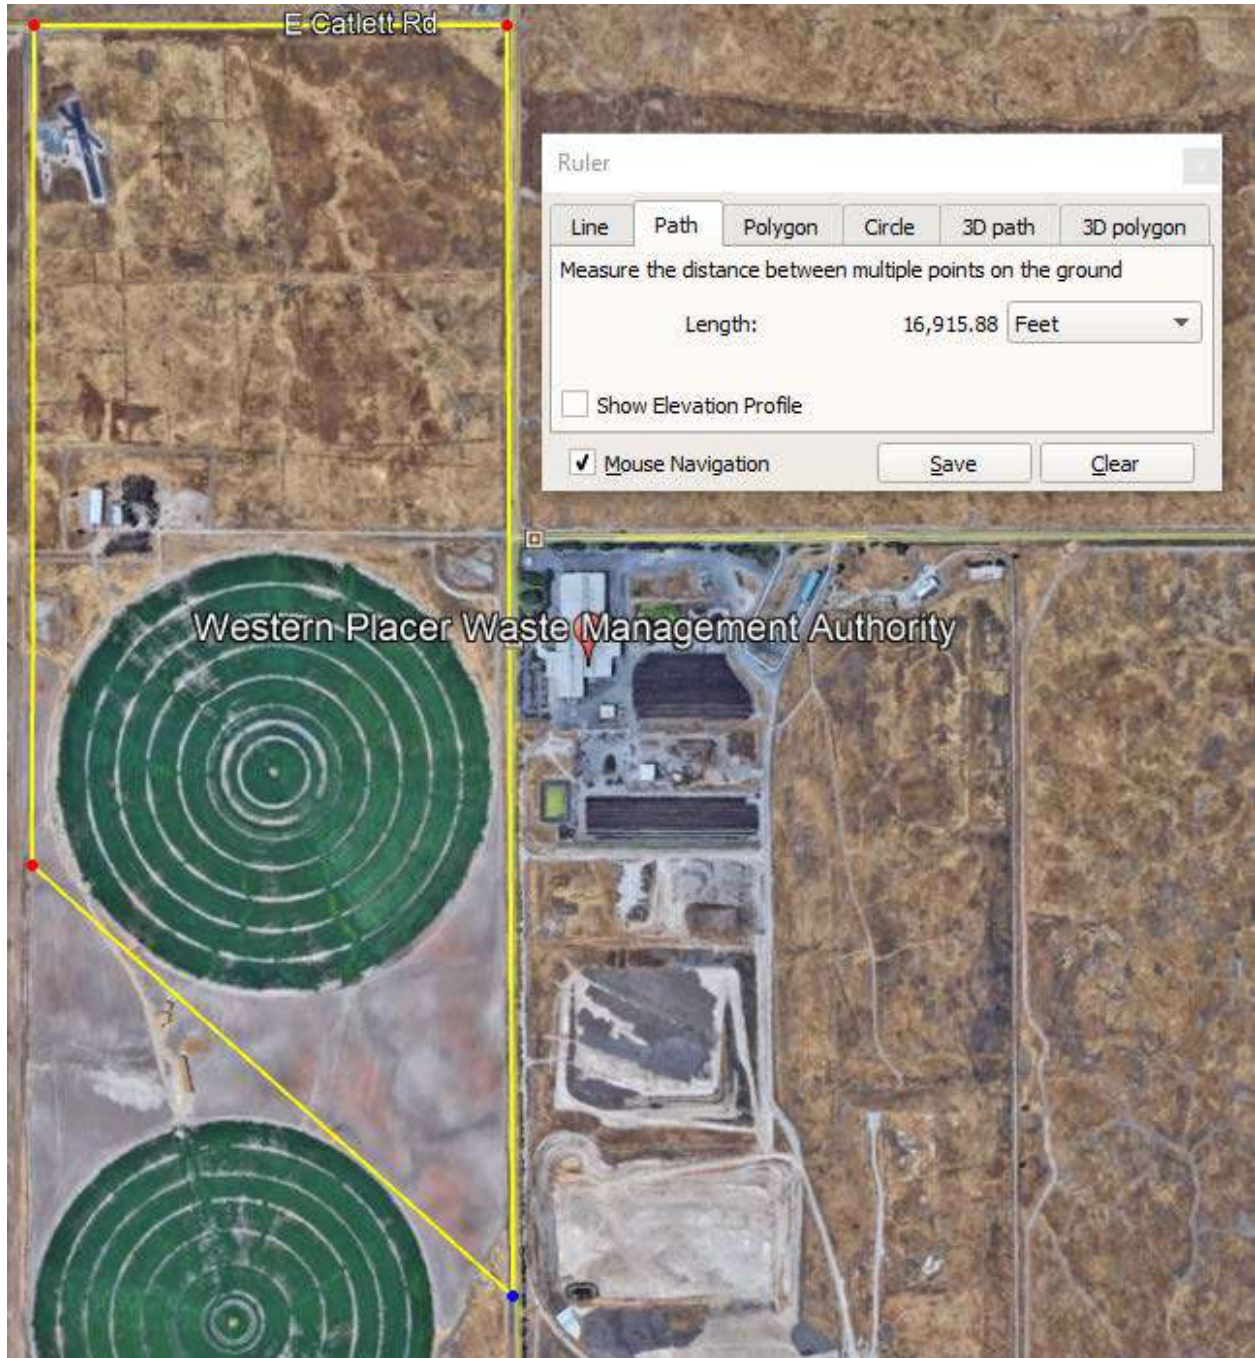 E Catlett Rd
Ruler
Line Path Polygon Circle 3D path 3D polygon
Measure the distance between multiple points on the ground
Length: 16,915.88 Feet
Show Elevation Profile
Mouse Navigation Save Clear
Western Placer Waste Management Authority